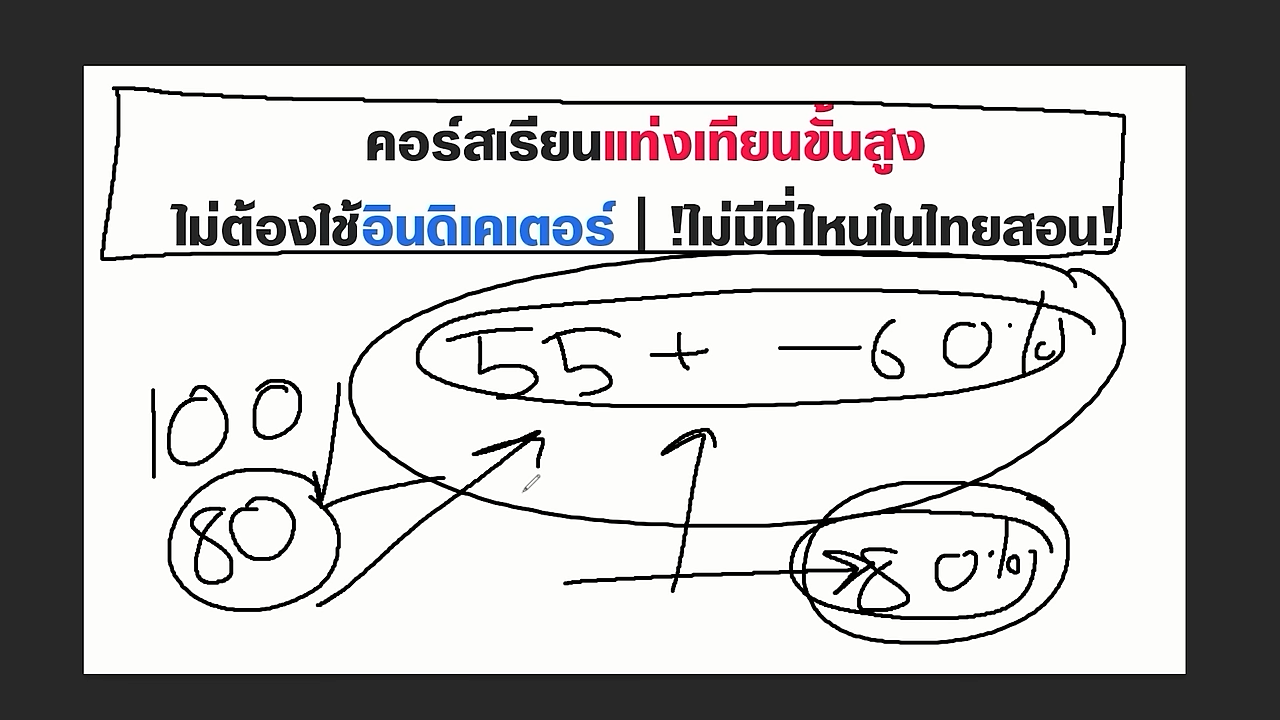 คอร์สเรียนแท่งเทียนขั้นสูง
ไม่ต้องใช้อินดิเคเตอร์ | !ไม่มีที่ไหนในไทยสอน!
55 + - 60%
100
80
80%